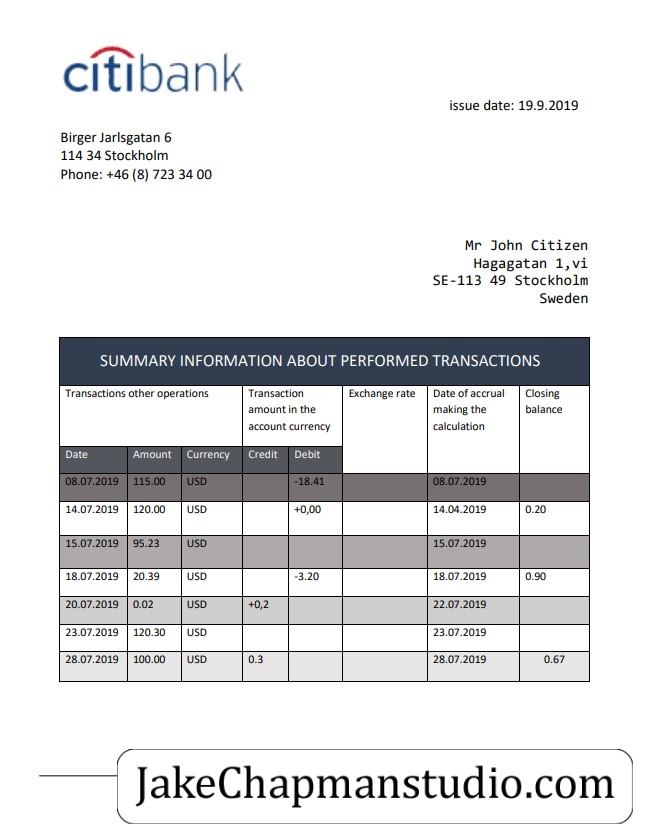 citibank
issue date: 19.9.2019
Birger Jarlsgatan 6
114 34 Stockholm
Phone: +46 (8) 723 34 00
Mr John Citizen
Hagagatan 1,vi
SE-113 49 Stockholm
Sweden
SUMMARY INFORMATION ABOUT PERFORMED TRANSACTIONS
Transactions other operations
Transaction
amount in the
account currency
Exchange rate
Date of accrual
making the
calculation
Closing
balance
Date Amount Currency Credit Debit
08.07.2019 115.00 USD -18.41 08.07.2019
14.07.2019 120.00 USD +0,00 14.04.2019 0.20
15.07.2019 95.23 USD 15.07.2019
18.07.2019 20.39 USD -3.20 18.07.2019 0.90
20.07.2019 0.02 USD +0,2 22.07.2019
23.07.2019 120.30 USD 23.07.2019
28.07.2019 100.00 USD 0.3 28.07.2019 0.67
JakeChapmanstudio.com